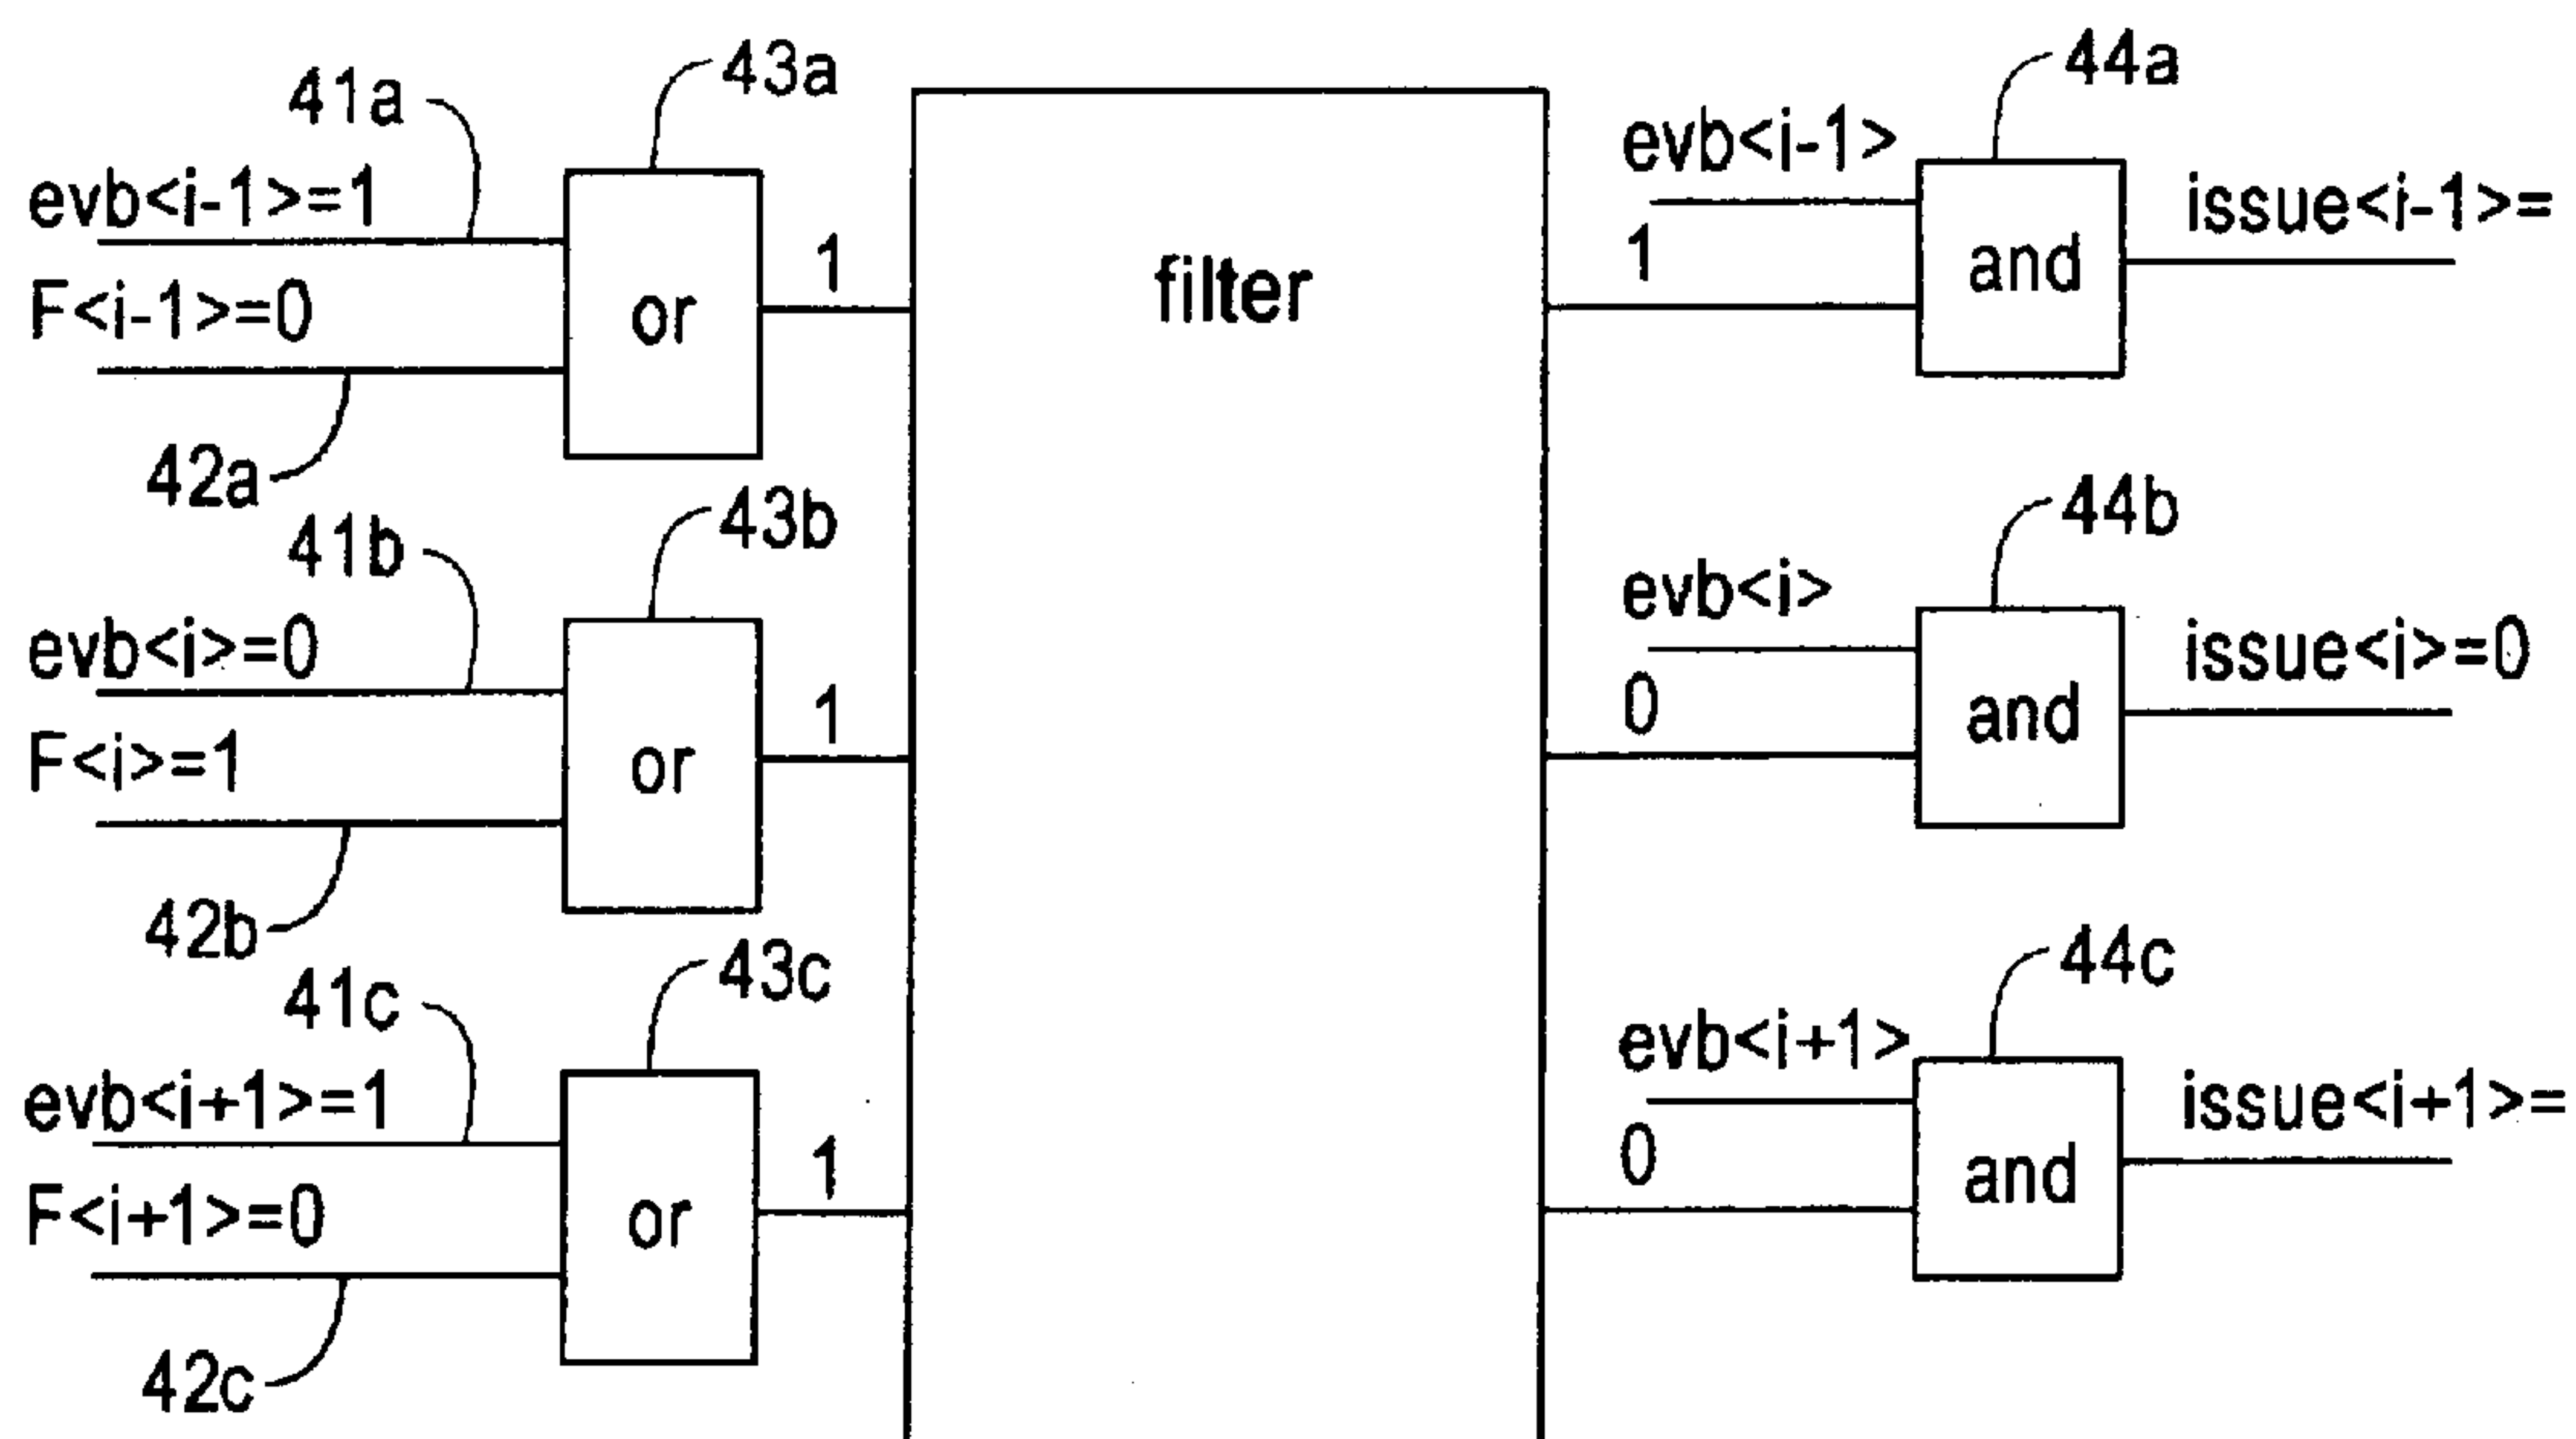 43a
44a
41a
evb<i-1>
evb<i-1>=1
issue<i-1>=
1
1
filter
and
F<i-1>=0
or
42a
43b
44b
41b
evb<i>
evb<i>=0
issue<i>=0
1
0
and
F<i>=1
or
42b
43c
44c
41c
evb<i+1>
evb<i+1>=1
issue<i+1>=
1
0
and
F<i+1>=0
or
42c